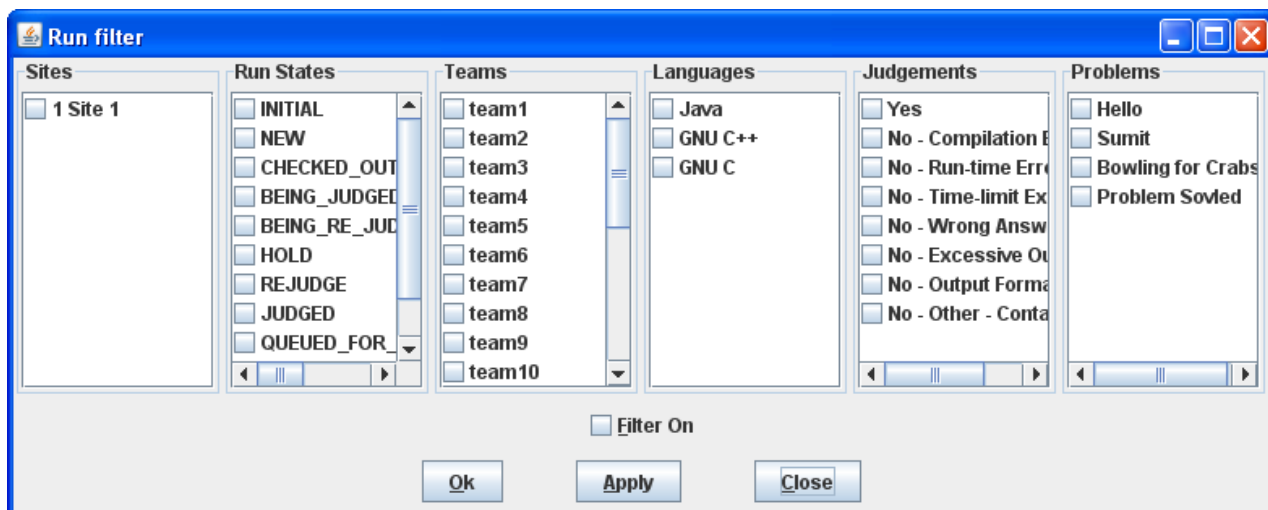 Run filter
Sites
1 Site 1
Run States
INITIAL
NEW
CHECKED_OUT
BEING_JUDGED
BEING_RE_JUD
HOLD
REJUDGE
JUDGED
QUEUED_FOR_
Teams
team1
team2
team3
team4
team5
team6
team7
team8
team9
team10
Languages
Java
GNU C++
GNU C
Judgements
Yes
No - Compilation E
No - Run-time Erro
No - Time-limit Ex
No - Wrong Answ
No - Excessive Ou
No - Output Forma
No - Other - Conta
Problems
Hello
Sumit
Bowling for Crabs
Problem Sovled
Filter On
Ok Apply Close